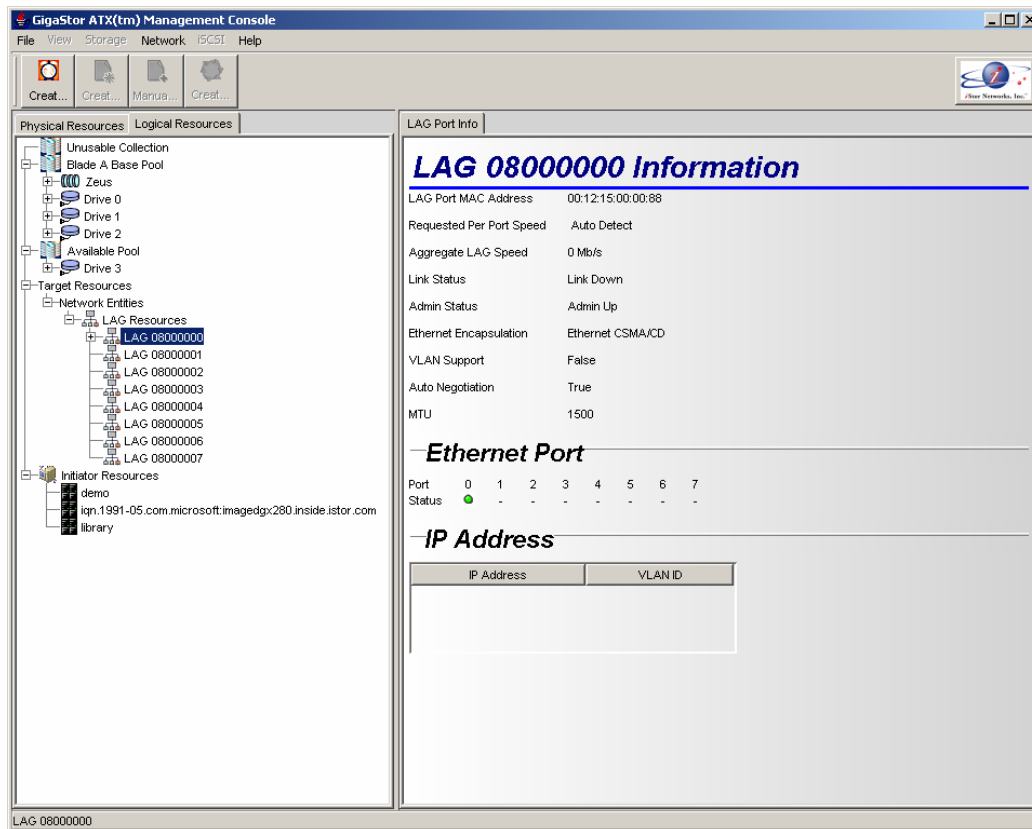 GigaStor ATX(tm) Management Console
File View Storage Network iSCSI Help
Creat... Creat... Manua... Creat...
iStor Networks, Inc.
Physical Resources Logical Resources
Unusable Collection
Blade A Base Pool
Zeus
Drive 0
Drive 1
Drive 2
Available Pool
Drive 3
Target Resources
Network Entities
LAG Resources
LAG 08000000
LAG 08000001
LAG 08000002
LAG 08000003
LAG 08000004
LAG 08000005
LAG 08000006
LAG 08000007
Initiator Resources
demo
iqn.1991-05.com.microsoft:imagedgx280.inside.istor.com
library
LAG Port Info
LAG 08000000 Information
LAG Port MAC Address 00:12:15:00:00:88
Requested Per Port Speed Auto Detect
Aggregate LAG Speed 0 Mb/s
Link Status Link Down
Admin Status Admin Up
Ethernet Encapsulation Ethernet CSMA/CD
VLAN Support False
Auto Negotiation True
MTU 1500
Ethernet Port
Port 0 1 2 3 4 5 6 7
Status - - - - - - -
IP Address
IP Address VLAN ID
LAG 08000000